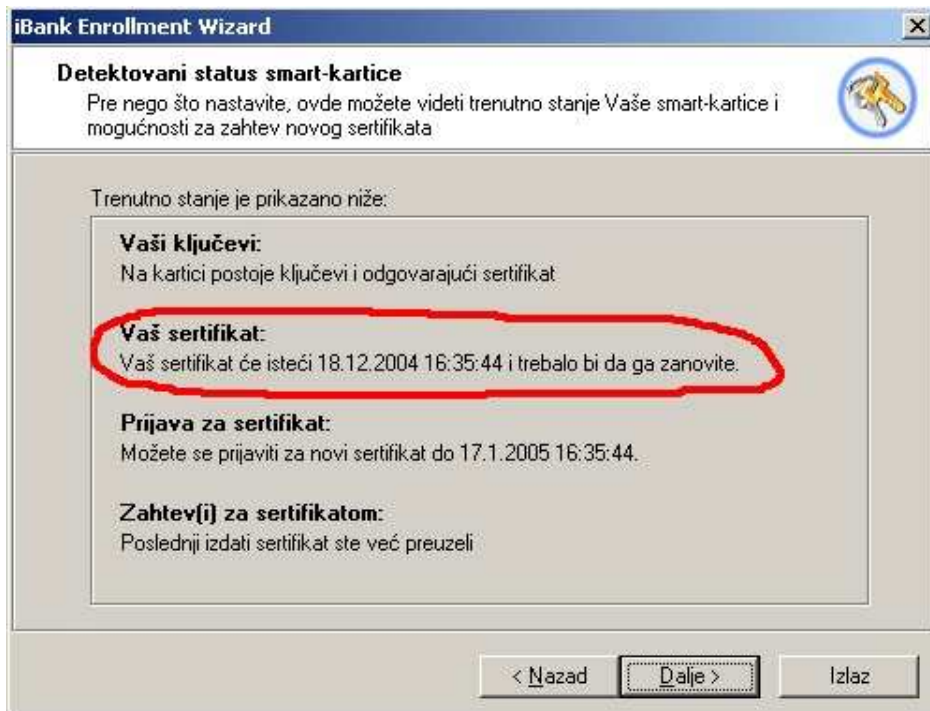 iBank Enrollment Wizard
Detektovani status smart-kartice
Pre nego što nastavite, ovde možete videti trenutno stanje Vaše smart-kartice i
mogućnosti za zahtev novog sertifikata
Trenutno stanje je prikazano niže:
Vaši ključevi:
Na kartici postoje ključevi i odgovarajući sertifikat
Vaš sertifikat:
Vaš sertifikat će isteći 18.12.2004 16:35:44 i trebalo bi da ga zanovite.
Prijava za sertifikat:
Možete se prijaviti za novi sertifikat do 17.1.2005 16:35:44.
Zahtev(i) za sertifikatom:
Poslednji izdati sertifikat ste već preuzeli
< Nazad
Dalje >
Izlaz